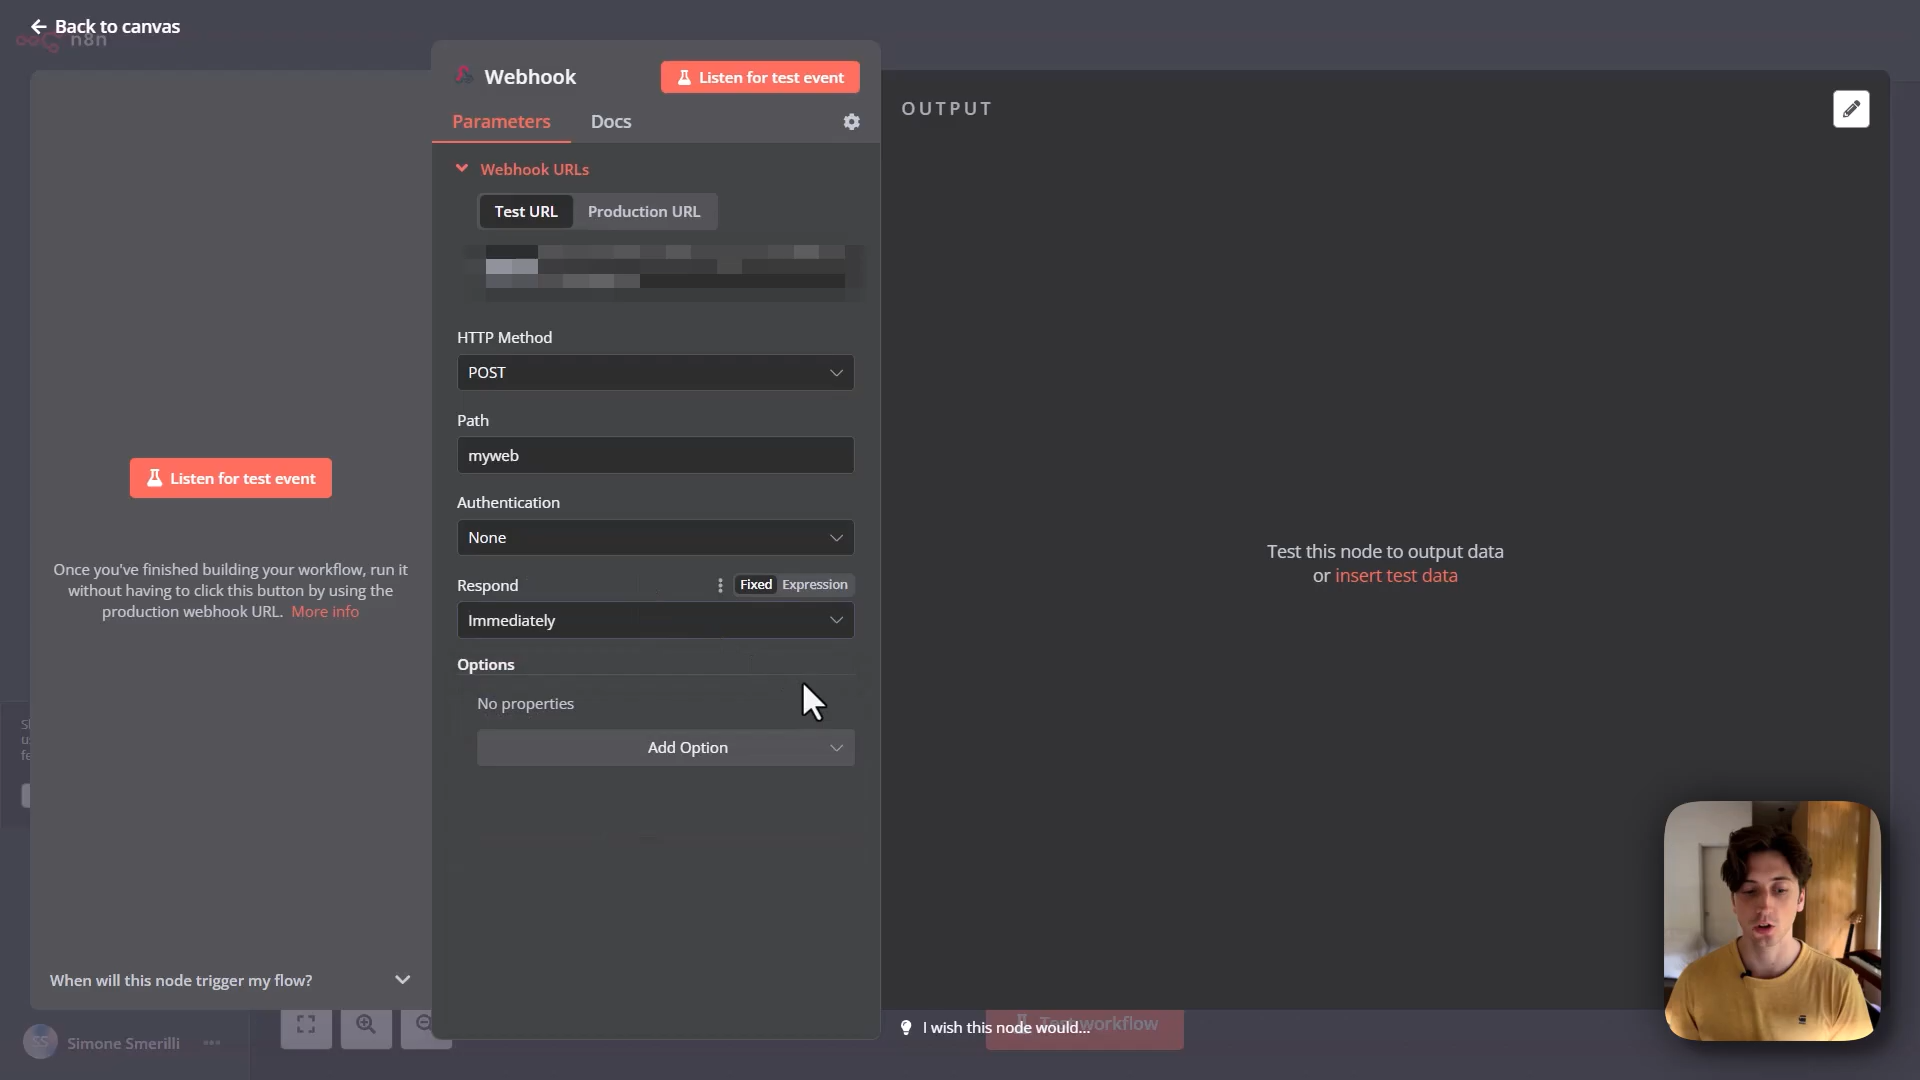 Back to canvas
n8n
Webhook
Listen for test event
Parameters
Docs
Webhook URLs
Test URL
Production URL
HTTP Method
POST
Path
myweb
Authentication
None
Respond
Fixed
Expression
Immediately
Options
No properties
Add Option
Listen for test event
Once you've finished building your workflow, run it
without having to click this button by using the
production webhook URL. More info
When will this node trigger my flow?
SS
Simone Smerilli
OUTPUT
Test this node to output data
or insert test data
I wish this node would...
workflow